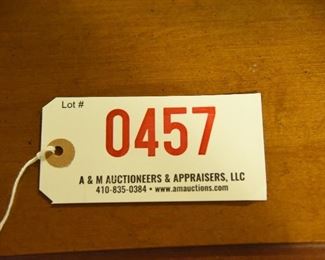 Lot #
0457
A & M AUCTIONEERS & APPRAISERS, LLC
410-835-0384 • www.amauctions.com